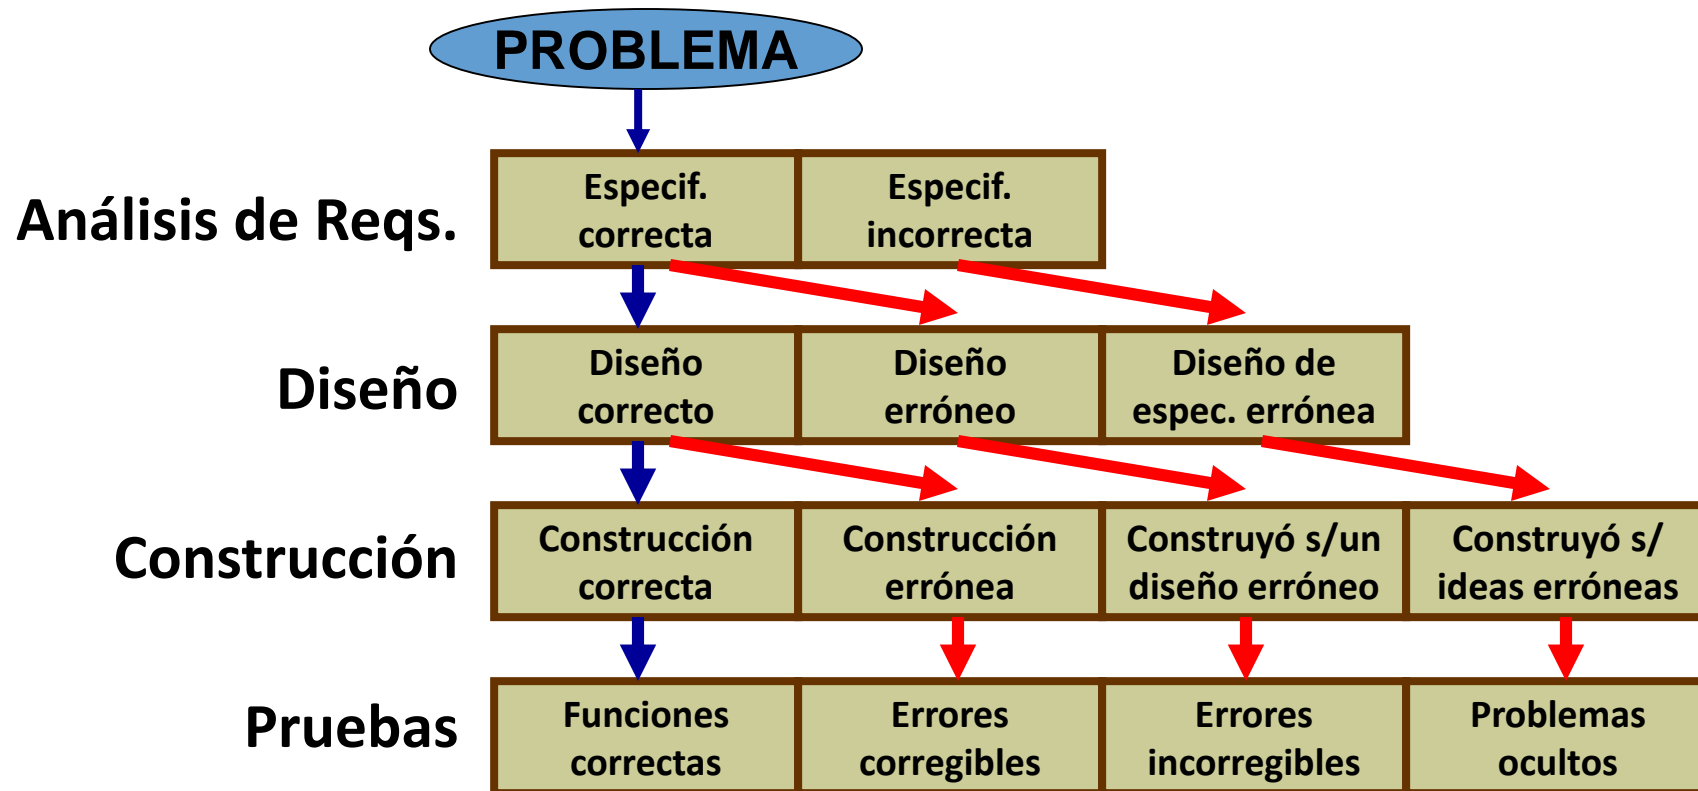 PROBLEMA
Análisis de Reqs.
Especif.
correcta
Especif.
incorrecta
Diseño
Diseño
correcto
Diseño
erróneo
Diseño de
espec. errónea
Construcción
Construcción
correcta
Construcción
errónea
Construyó s/un
diseño erróneo
Construyó s/
ideas erróneas
Pruebas
Funciones
correctas
Errores
corregibles
Errores
incorregibles
Problemas
ocultos